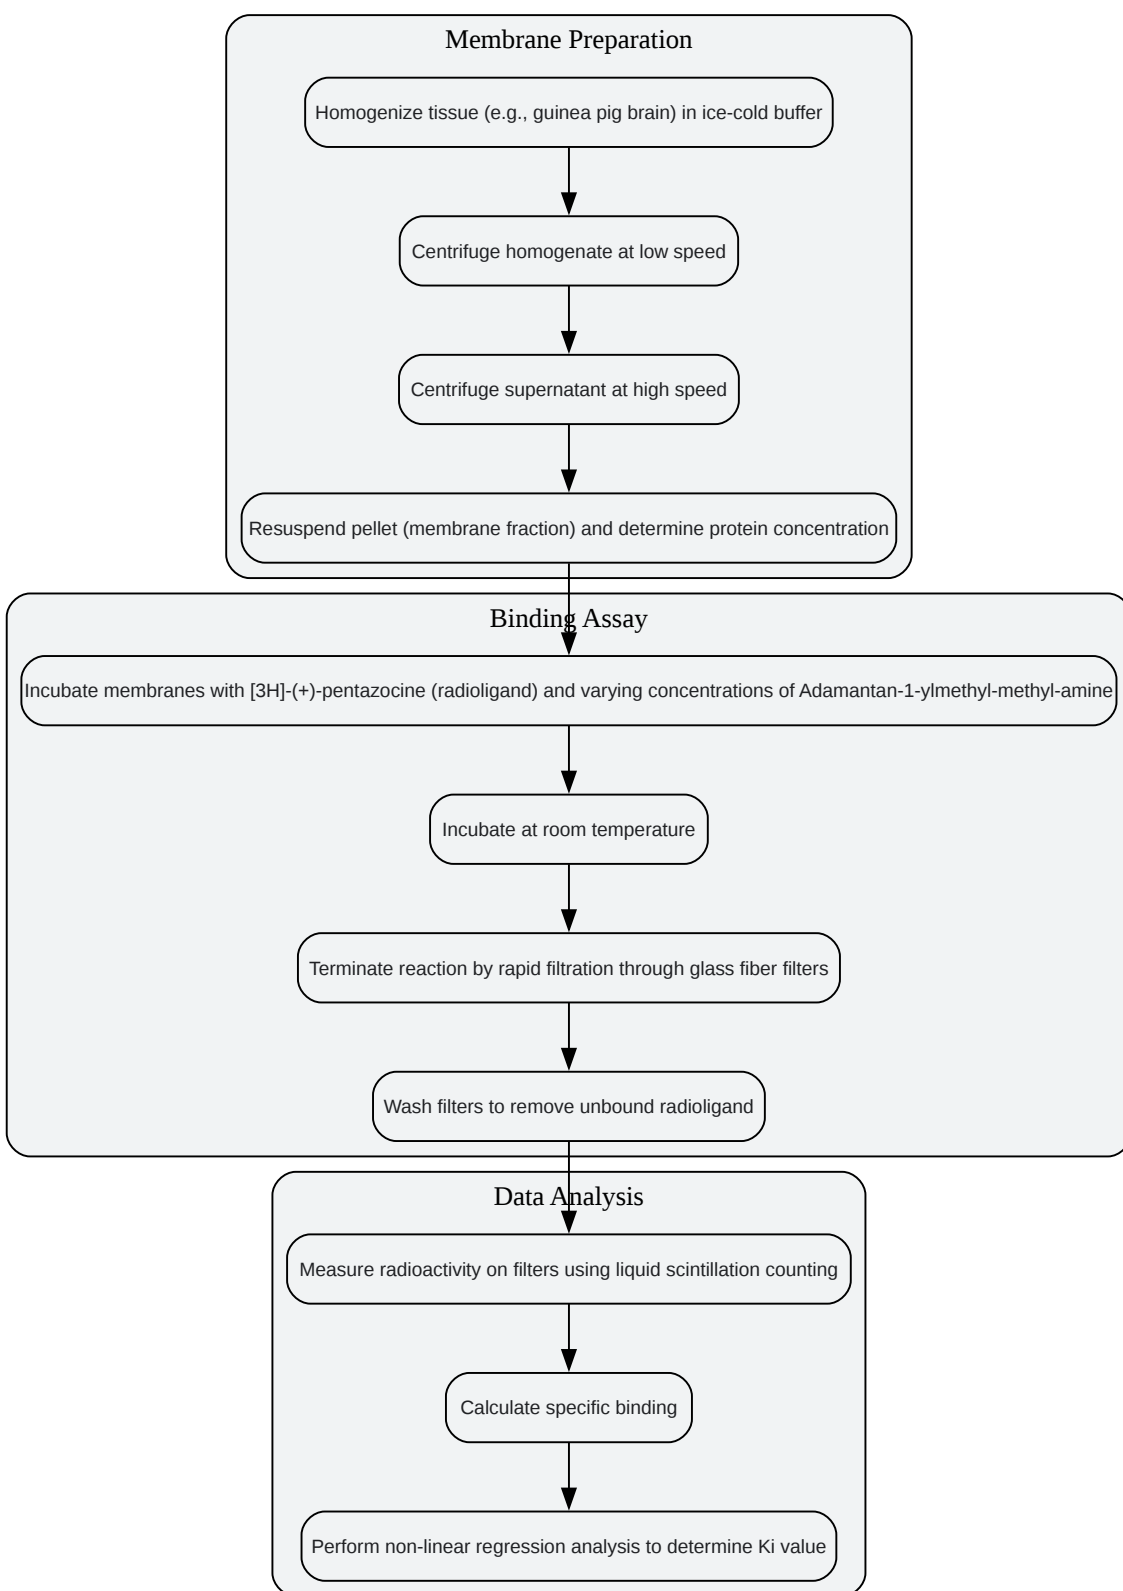 Membrane Preparation
Homogenize tissue (e.g., guinea pig brain) in ice-cold buffer
Centrifuge homogenate at low speed
Centrifuge supernatant at high speed
Resuspend pellet (membrane fraction) and determine protein concentration
Binding Assay
Incubate membranes with [3H]-(+)-pentazocine (radioligand) and varying concentrations of Adamantan-1-ylmethyl-methyl-amine
Incubate at room temperature
Terminate reaction by rapid filtration through glass fiber filters
Wash filters to remove unbound radioligand
Data Analysis
Measure radioactivity on filters using liquid scintillation counting
Calculate specific binding
Perform non-linear regression analysis to determine Ki value